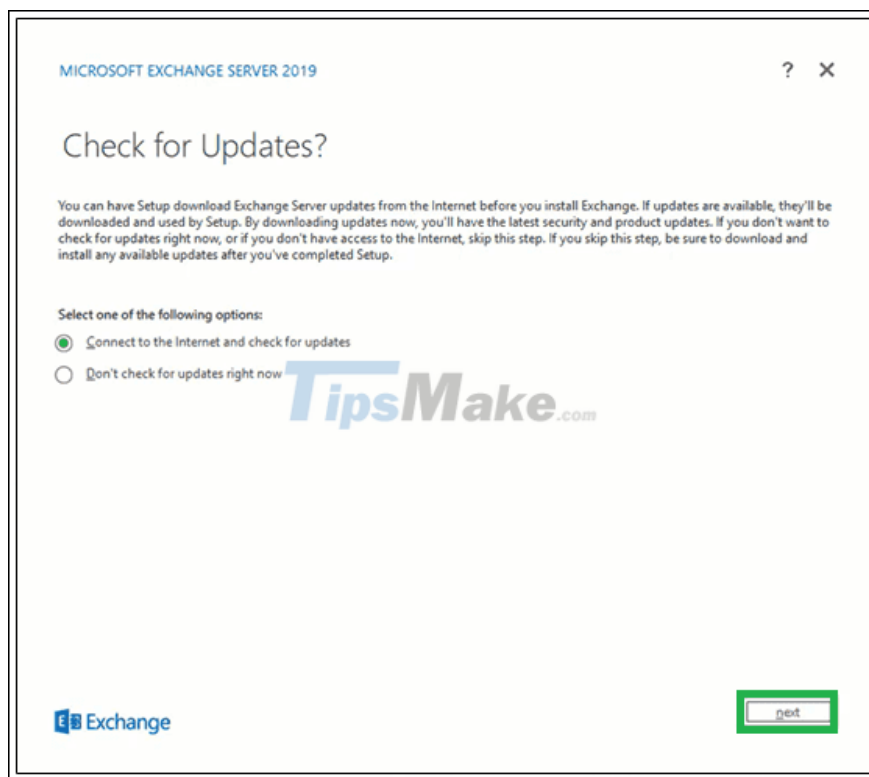 MICROSOFT EXCHANGE SERVER 2019
? ✕
Check for Updates?
You can have Setup download Exchange Server updates from the Internet before you install Exchange. If updates are available, they'll be
downloaded and used by Setup. By downloading updates now, you'll have the latest security and product updates. If you don't want to
check for updates right now, or if you don't have access to the Internet, skip this step. If you skip this step, be sure to download and
install any available updates after you've completed Setup.
Select one of the following options:
Connect to the Internet and check for updates
Don't check for updates right now
TipsMake.com
Exchange
next